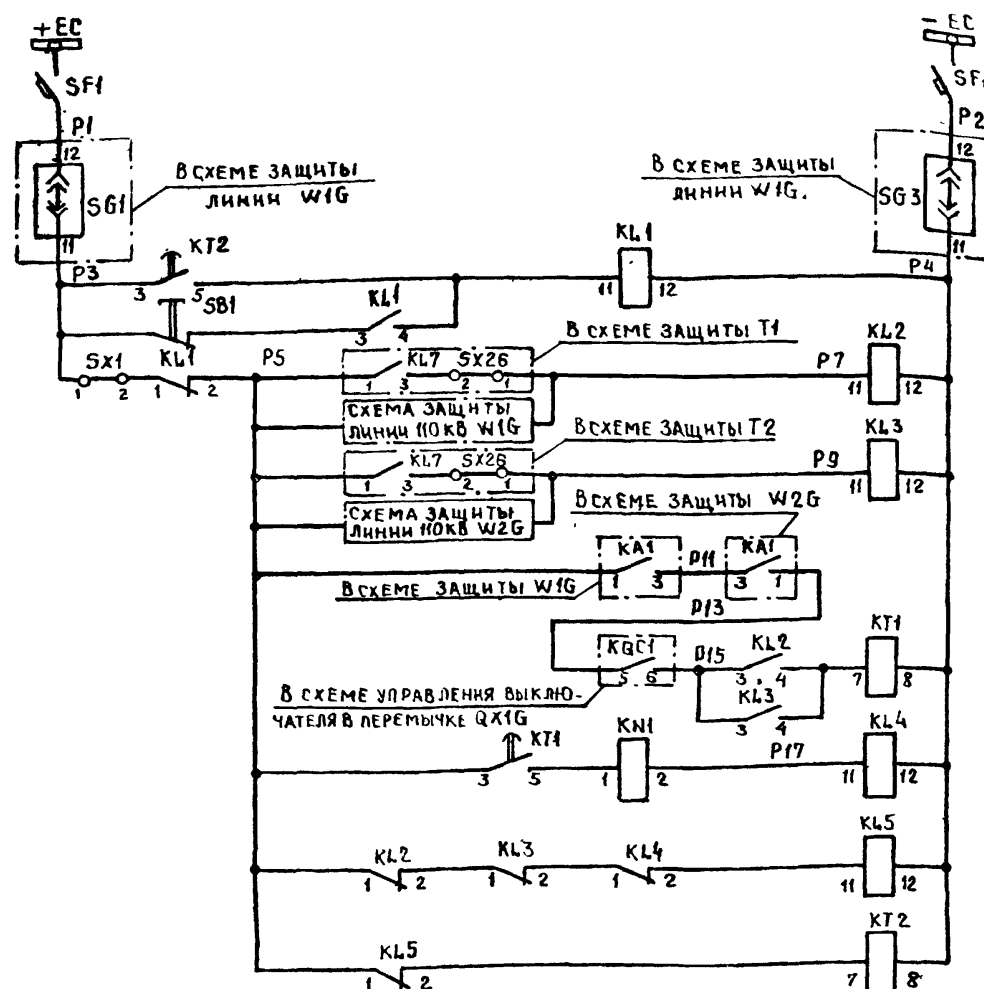 +EC
- EC
SF1
SF1
P1
P2
12
12
В СХЕМЕ ЗАЩИТЫ
ЛИНИИ W1G
В СХЕМЕ ЗАЩИТЫ
ЛИНИИ W1G.
SG1
SG3
11
11
P3
KT2
KL1
P4
3
5
11
12
SB1
KL1
3
4
В СХЕМЕ ЗАЩИТЫ T1
SX1
KL1
P5
KL7
SX26
P7
KL2
1
2
1
2
1
3
2
1
11
12
СХЕМА ЗАЩИТЫ
ЛИНИИ 110 КВ W1G
В СХЕМЕ ЗАЩИТЫ T2
KL3
KL7
SX26
P9
1
3
2
1
11
12
СХЕМА ЗАЩИТЫ
ЛИНИИ 110КВ W2G
В СХЕМЕ ЗАЩИТЫ W2G
KA1
P11
KA1
1
3
3
1
В СХЕМЕ ЗАЩИТЫ W1G
P13
KQC1
P15
KL2
KT1
5
6
3
4
7
8
KL3
3
4
В СХЕМЕ УПРАВЛЕНИЯ ВЫКЛЮ-
ЧАТЕЛЯ В ПЕРЕМЫЧКЕ QX1G
KT1
KN1
P17
KL4
3
5
1
2
11
12
KL2
KL3
KL4
KL5
1
2
1
2
1
2
11
12
KL5
KT2
1
2
7
8